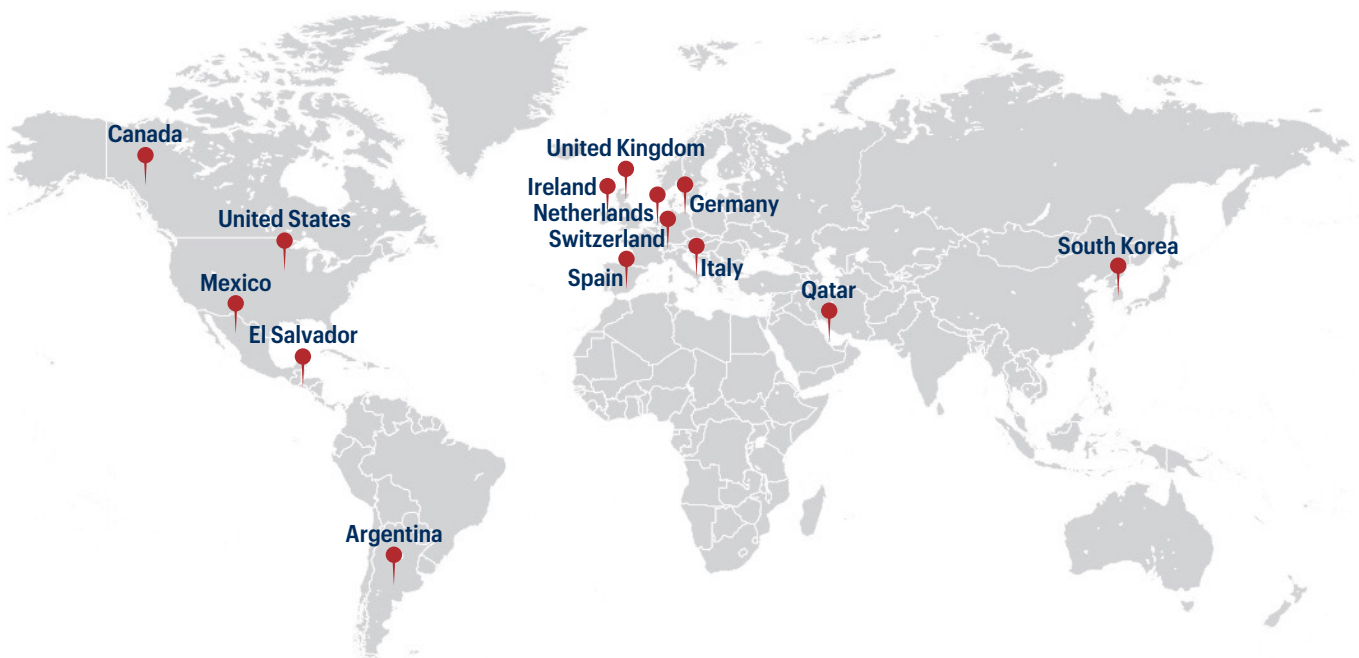 Canada
United Kingdom
Ireland
Germany
Netherlands
United States
Switzerland
South Korea
Italy
Spain
Mexico
Qatar
El Salvador
Argentina